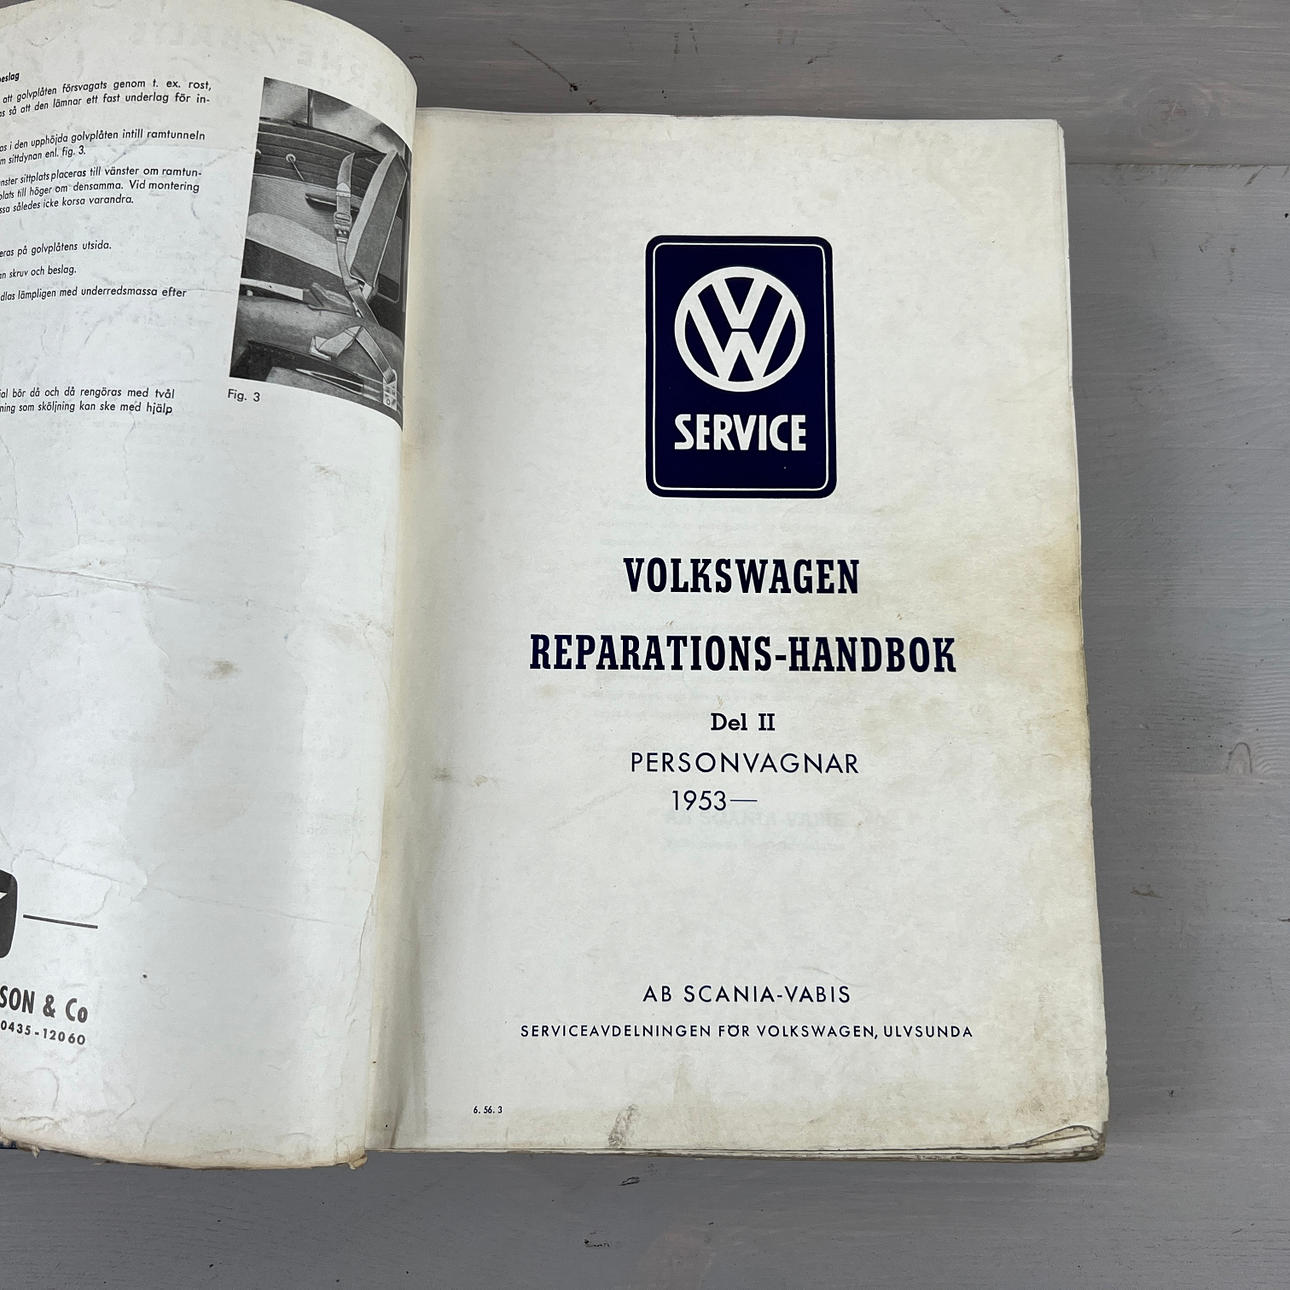 att golvplåten försvagats genom t. ex. rost,
så att den lämnar ett fast underlag för in-
i den upphöjda golvplåten intill ramtunneln
sittdynan enl. fig. 3.
sittplats placeras till vänster om ramtun-
till höger om densamma. Vid montering
således icke korsa varandra.
på golvplåtens utsida.
skruv och beslag.
lämpligen med underredsmassa efter
bör då och då rengöras med tvål
som sköljning kan ske med hjälp
Fig. 3
SON & Co
0435-12060
VW
SERVICE
VOLKSWAGEN
REPARATIONS-HANDBOK
Del II
PERSONVAGNAR
1953—
AB SCANIA-VABIS
SERVICEAVDELNINGEN FÖR VOLKSWAGEN, ULVSUNDA
6. 56. 3